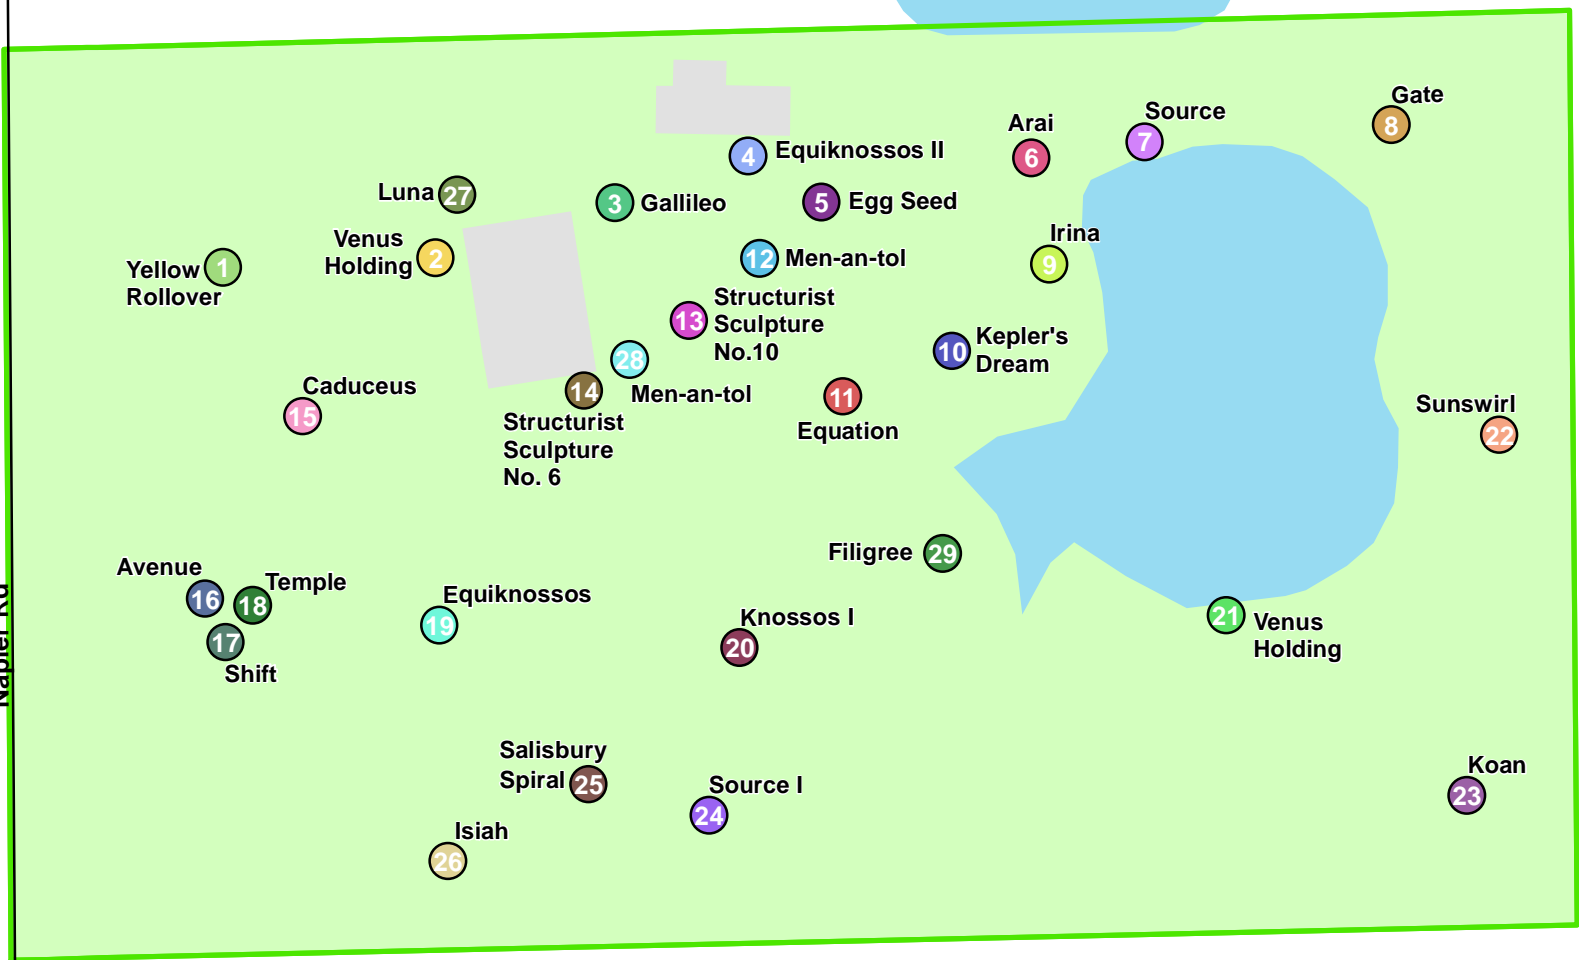 Gate
8
Source
7
Arai
6
4 Equiknossos II
Luna 27
3 Gallileo
5 Egg Seed
Venus
Holding
2
Irina
9
12 Men-an-tol
Yellow
Rollover
1
13
Structurist
Sculpture
No.10
10
Kepler's
Dream
28
Men-an-tol
14
Structurist
Sculpture
No. 6
Caduceus
15
11
Equation
Sunswirl
22
Filigree 29
Avenue
16
Temple
18
17
Shift
Equiknossos
19
Knossos I
20
21
Venus
Holding
Napier Rd
Salisbury
Spiral 25
Source I
24
Koan
23
Isiah
26